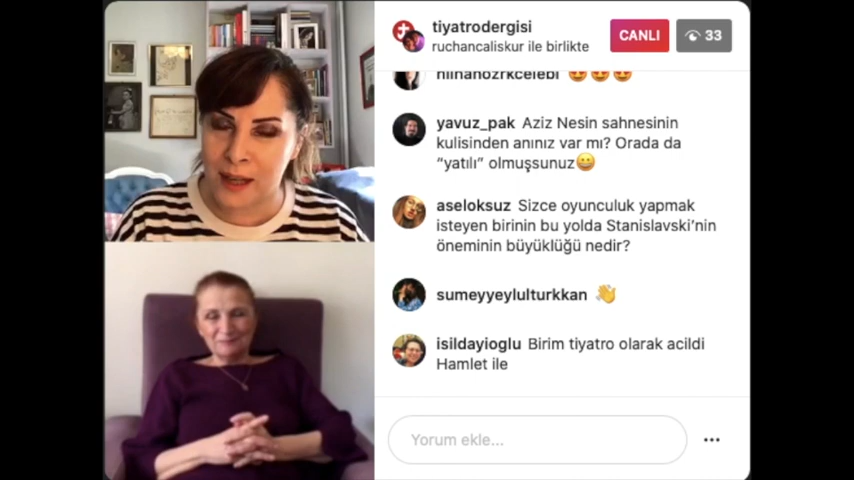 tiyatrodergisi
ruchancaliskur ile birlikte
CANLI
33
nilhanozrkcelebi
yavuz_pak Aziz Nesin sahnesinin
kulisinden anınız var mı? Orada da
“yatılı” olmuşsunuz😀
aseloksuz Sizce oyunculuk yapmak
isteyen birinin bu yolda Stanislavski’nin
öneminin büyüklüğü nedir?
sumeyyeylulturkkan 👏
isildayioglu Birim tiyatro olarak acildi
Hamlet ile
Yorum ekle...